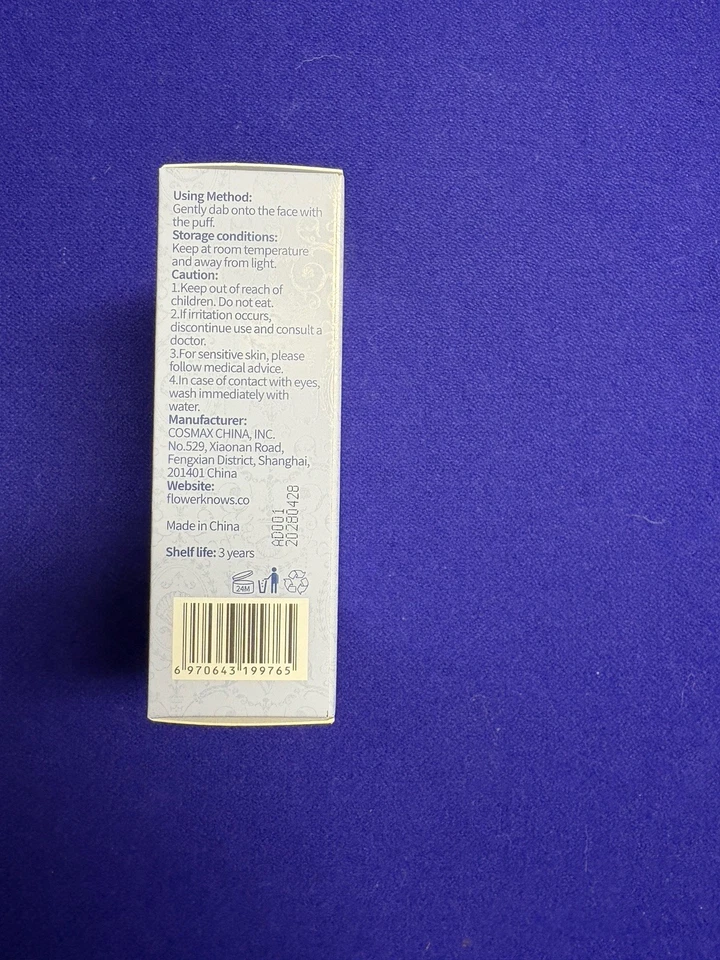 Using Method:
Gently dab onto the face with
the puff.
Storage conditions:
Keep at room temperature
and away from light.
Caution:
1.Keep out of reach of
children. Do not eat.
2.If irritation occurs,
discontinue use and consult a
doctor.
3.For sensitive skin, please
follow medical advice.
4.In case of contact with eyes,
wash immediately with
water.
Manufacturer:
COSMAX CHINA, INC.
No.529, Xiaonan Road,
Fengxian District, Shanghai,
201401 China
Website:
flowerknows.co
Made in China
AD001
20280428
Shelf life: 3 years
24M
6 970643 199765